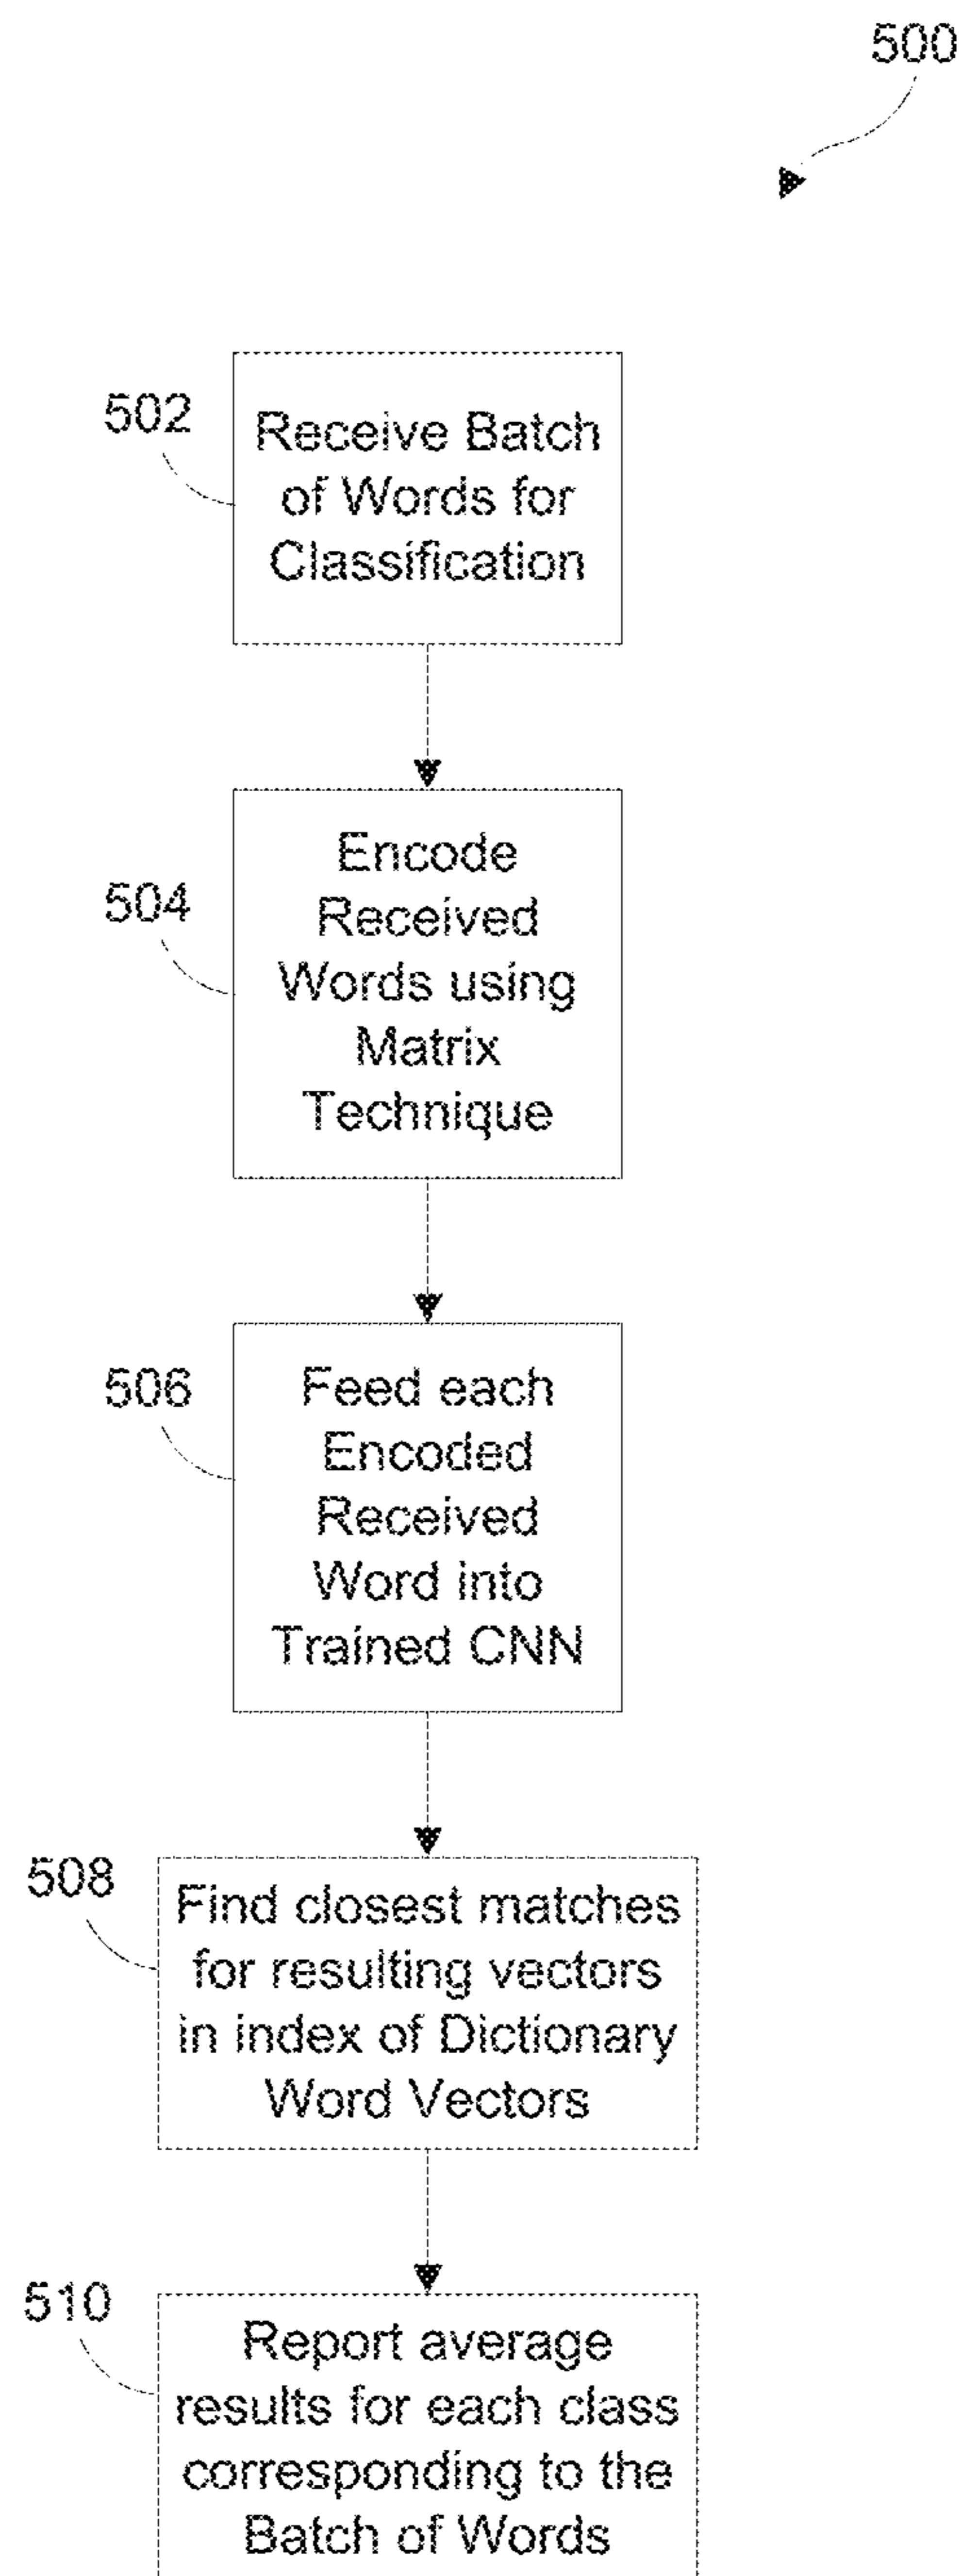 500
502
Receive Batch
of Words for
Classification
504
Encode
Received
Words using
Matrix
Technique
506
Feed each
Encoded
Received
Word into
Trained CNN
508
Find closest matches
for resulting vectors
in index of Dictionary
Word Vectors
510
Report average
results for each class
corresponding to the
Batch of Words